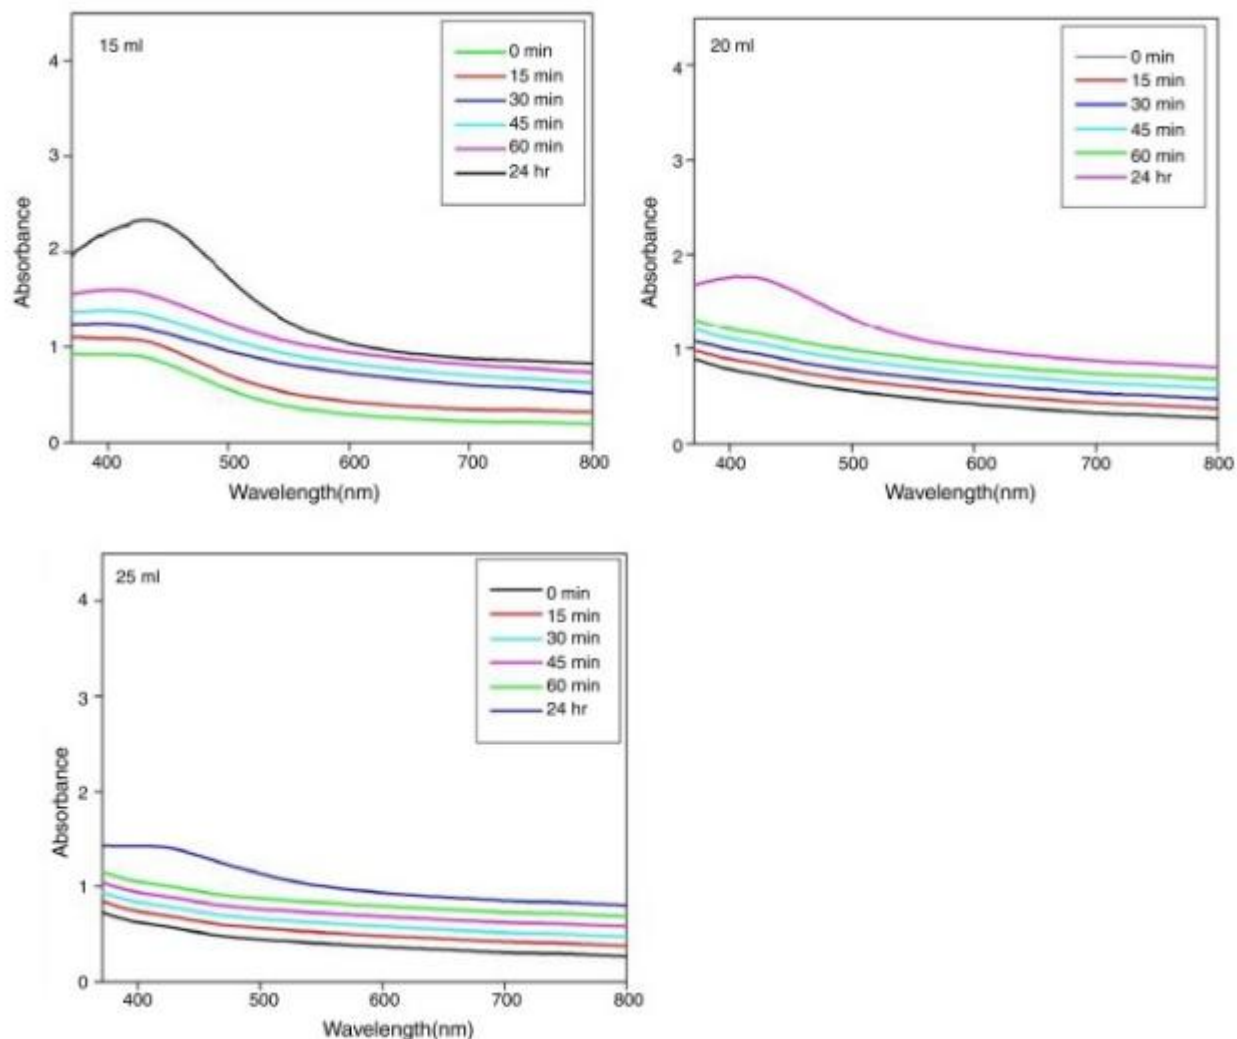 15 ml
0 min
15 min
30 min
45 min
60 min
24 hr
4
3
2
1
0
Absorbance
400 500 600 700 800
Wavelength(nm)
20 ml
0 min
15 min
30 min
45 min
60 min
24 hr
4
3
2
1
0
Absorbance
400 500 600 700 800
Wavelength(nm)
25 ml
0 min
15 min
30 min
45 min
60 min
24 hr
4
3
2
1
0
Absorbance
400 500 600 700 800
Wavelength(nm)